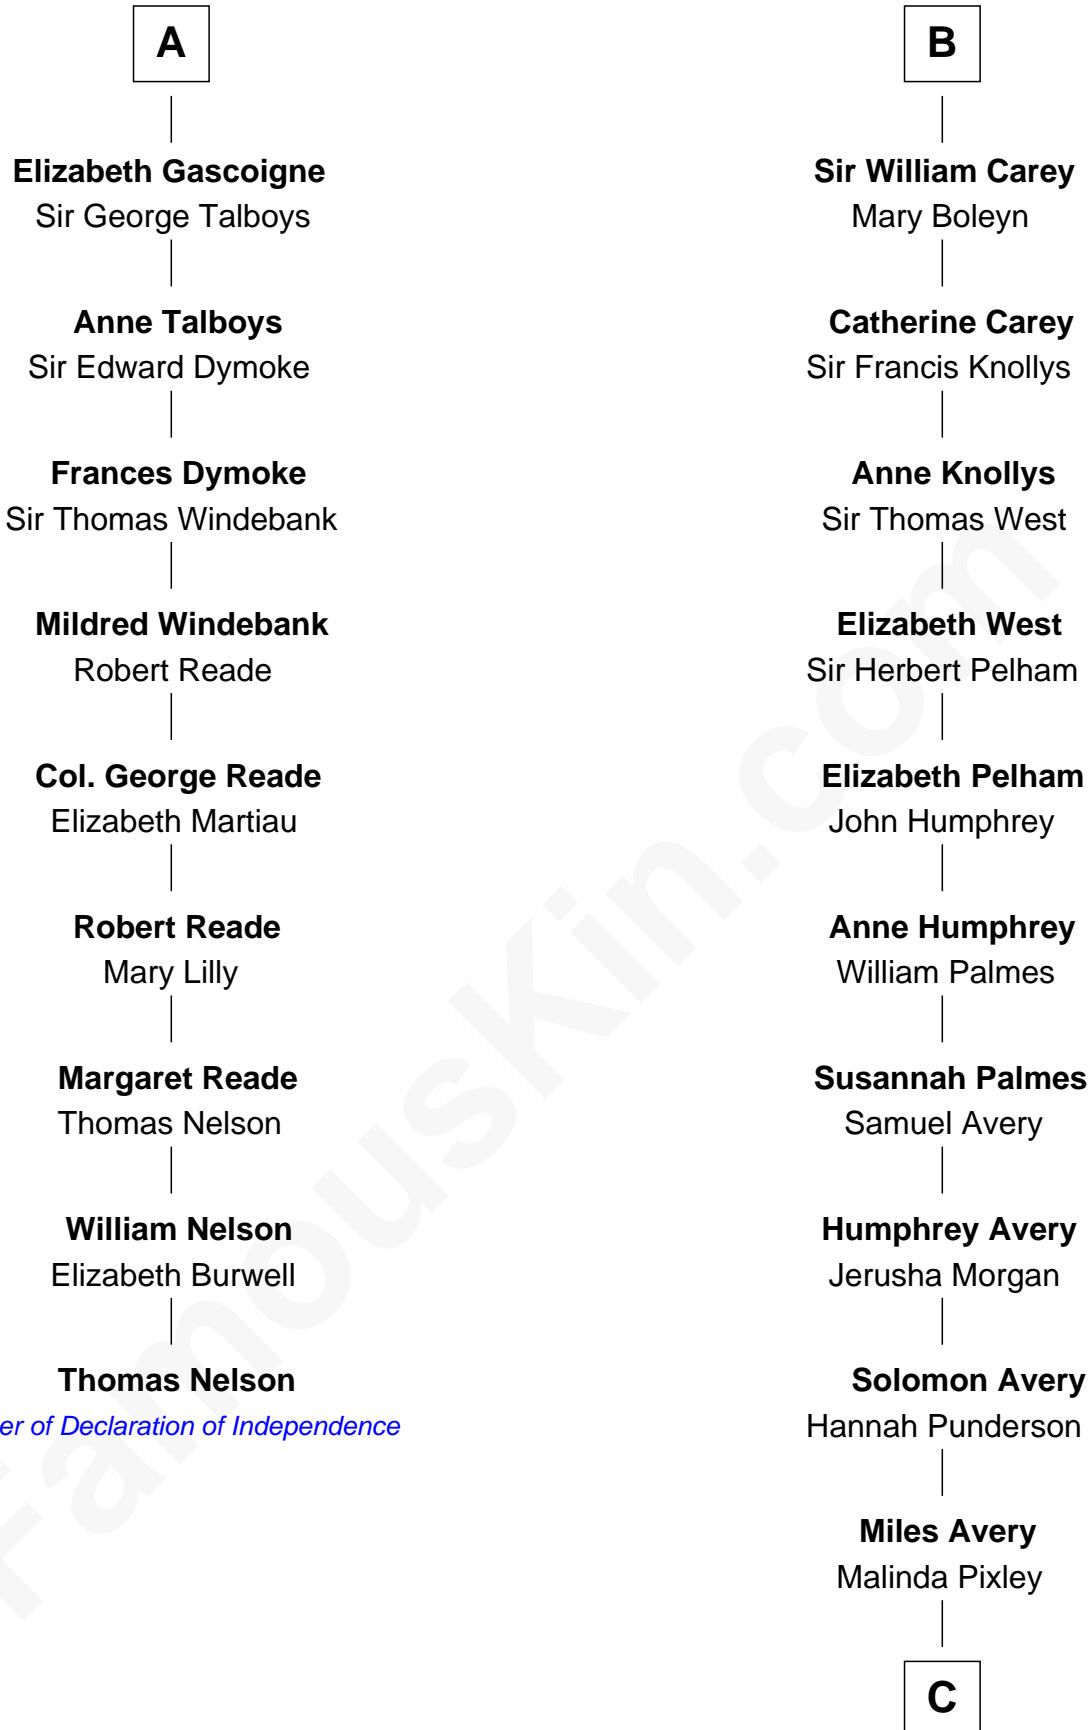 A
Elizabeth Gascoigne
Sir George Talboys
Anne Talboys
Sir Edward Dymoke
Frances Dymoke
Sir Thomas Windebank
Mildred Windebank
Robert Reade
Col. George Reade
Elizabeth Martiau
Robert Reade
Mary Lilly
Margaret Reade
Thomas Nelson
William Nelson
Elizabeth Burwell
Thomas Nelson
er of Declaration of Independence
B
Sir William Carey
Mary Boleyn
Catherine Carey
Sir Francis Knollys
Anne Knollys
Sir Thomas West
Elizabeth West
Sir Herbert Pelham
Elizabeth Pelham
John Humphrey
Anne Humphrey
William Palmes
Susannah Palmes
Samuel Avery
Humphrey Avery
Jerusha Morgan
Solomon Avery
Hannah Punderson
Miles Avery
Malinda Pixley
C
FamousKin.com